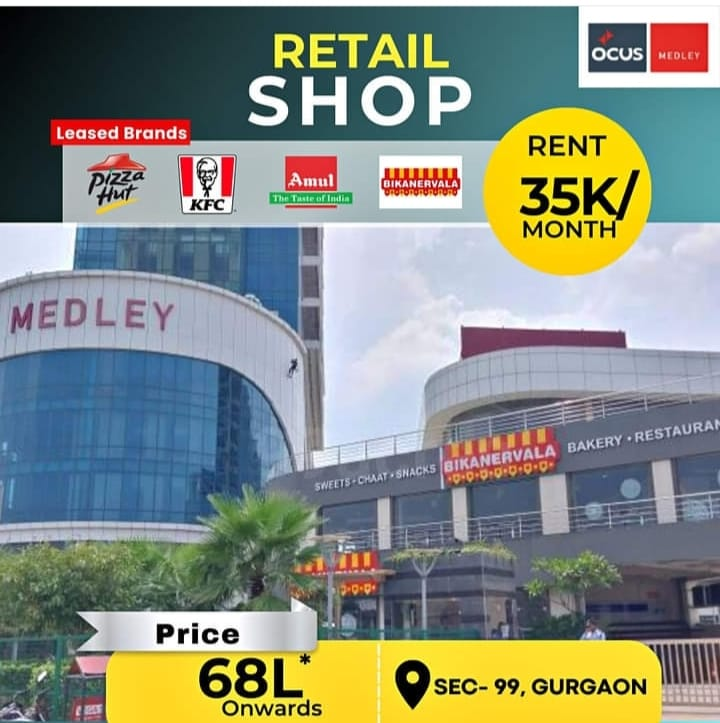 RETAIL
SHOP
OCUS
MEDLEY
Leased Brands
Pizza
Hut
KFC
Amul
The Taste of India
BIKANERVALA
RENT
35K/
MONTH
MEDLEY
SWEETS • CHAAT • SNACKS
BIKANERVALA
BAKERY • RESTAURAN
Price
68L*
Onwards
SEC- 99, GURGAON